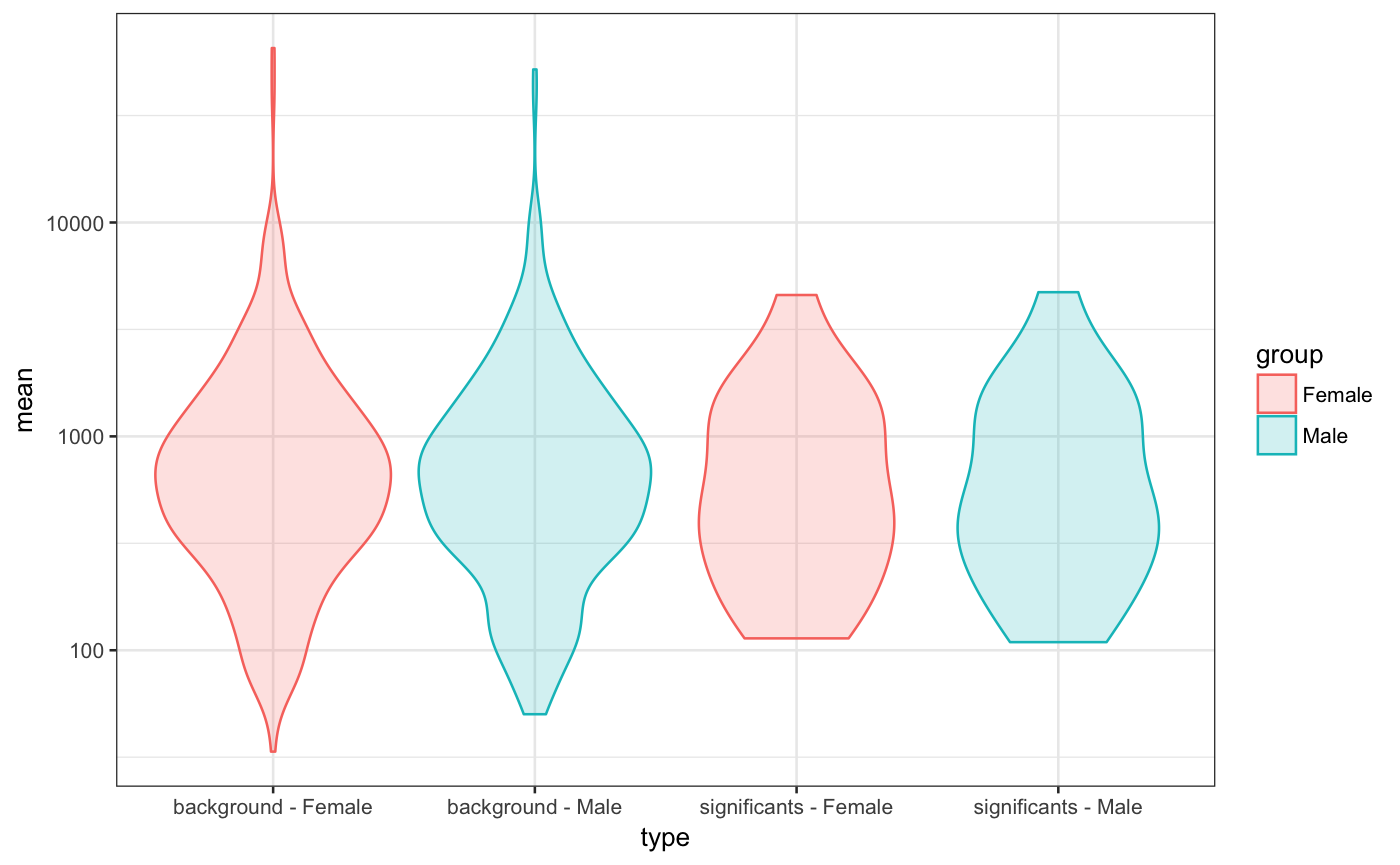 mean
10000
1000
100
background - Female
background - Male
significants - Female
significants - Male
type
group
Female
Male